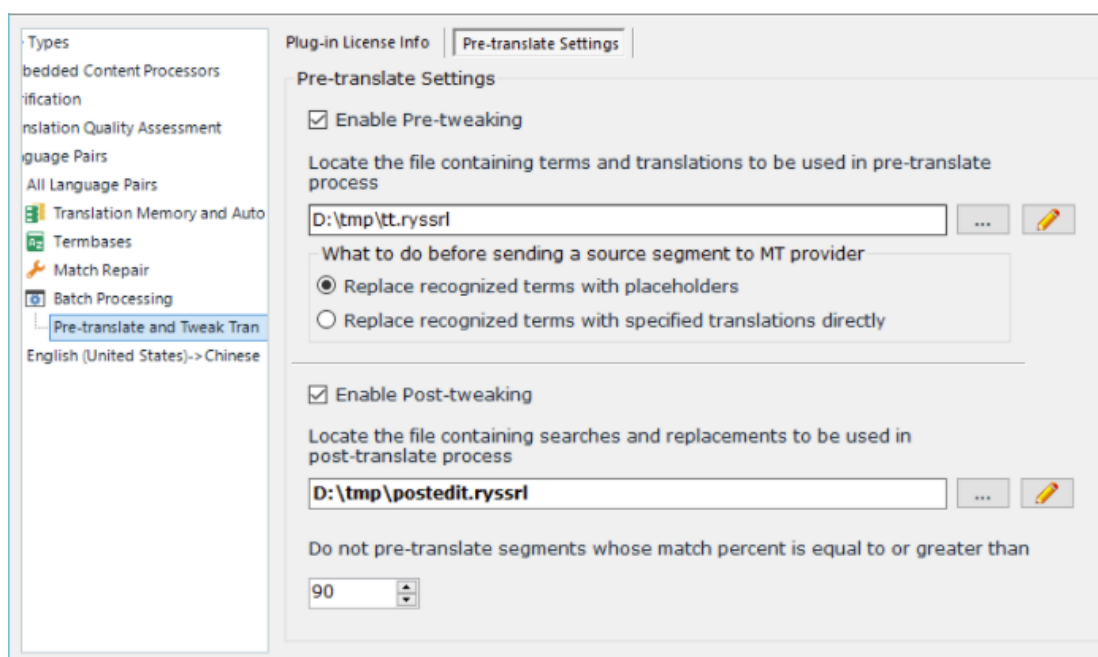 Types
bedded Content Processors
ification
nslation Quality Assessment
guage Pairs
All Language Pairs
Translation Memory and Auto
Termbases
Match Repair
Batch Processing
Pre-translate and Tweak Tran
English (United States)->Chinese
Plug-in License Info
Pre-translate Settings
Pre-translate Settings
Enable Pre-tweaking
Locate the file containing terms and translations to be used in pre-translate
process
D:\tmp\tt.ryssrl
...
What to do before sending a source segment to MT provider
Replace recognized terms with placeholders
Replace recognized terms with specified translations directly
Enable Post-tweaking
Locate the file containing searches and replacements to be used in
post-translate process
D:\tmp\postedit.ryssrl
...
Do not pre-translate segments whose match percent is equal to or greater than
90